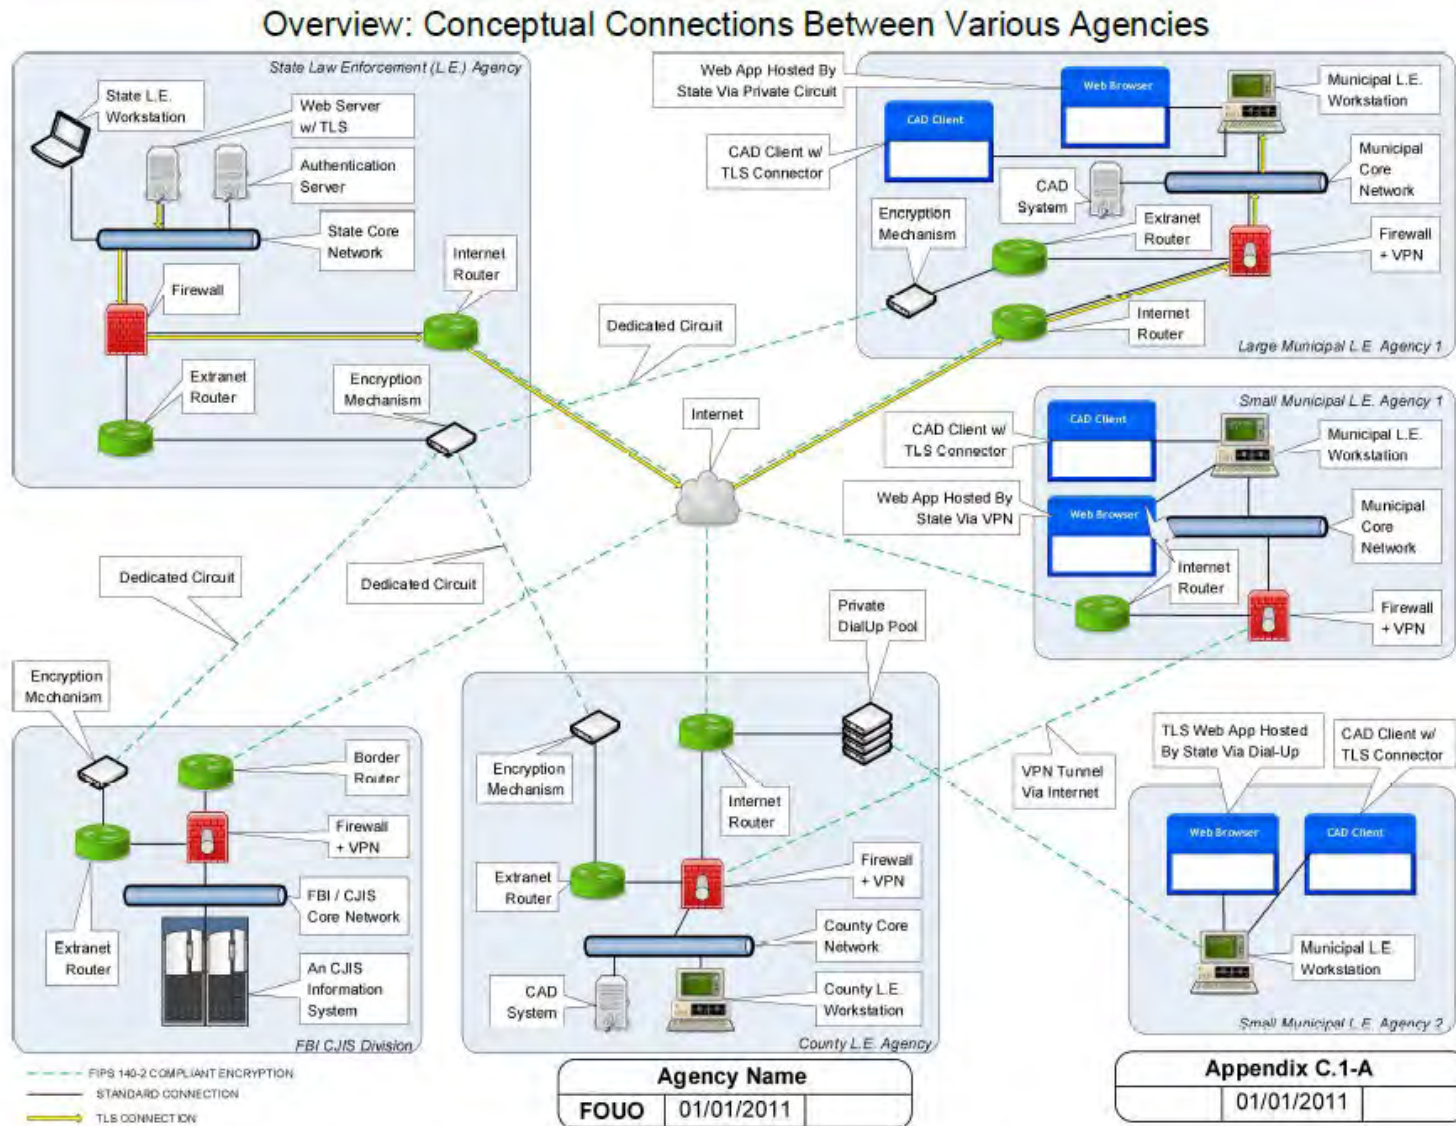 Overview: Conceptual Connections Between Various Agencies
State Law Enforcement (L.E.) Agency
State L.E.
Workstation
Web Server
w/ TLS
Authentication
Server
State Core
Network
Firewall
Internet
Router
Extranet
Router
Encryption
Mechanism
Dedicated Circuit
Internet
Web App Hosted By
State Via Private Circuit
CAD Client w/
TLS Connector
CAD Client
Web Browser
Municipal L.E.
Workstation
Municipal
Core
Network
CAD
System
Encryption
Mechanism
Extranet
Router
Firewall
+ VPN
Internet
Router
Large Municipal L.E. Agency 1
Small Municipal L.E. Agency 1
CAD Client w/
TLS Connector
CAD Client
Municipal L.E.
Workstation
Web App Hosted By
State Via VPN
Web Browser
Municipal
Core
Network
Internet
Router
Firewall
+ VPN
Dedicated Circuit
Dedicated Circuit
Private
DialUp Pool
Encryption
Mechanism
Border
Router
Firewall
+ VPN
FBI / CJIS
Core Network
Extranet
Router
An CJIS
Information
System
FBI CJIS Division
Encryption
Mechanism
Internet
Router
Extranet
Router
Firewall
+ VPN
County Core
Network
CAD
System
County L.E.
Workstation
County L.E. Agency
VPN Tunnel
Via Internet
TLS Web App Hosted
By State Via Dial-Up
CAD Client w/
TLS Connector
Web Browser
CAD Client
Municipal L.E.
Workstation
Small Municipal L.E. Agency 2
FIPS 140-2 COMPLIANT ENCRYPTION
STANDARD CONNECTION
TLS CONNECTION
Agency Name
FOUO 01/01/2011
Appendix C.1-A
01/01/2011